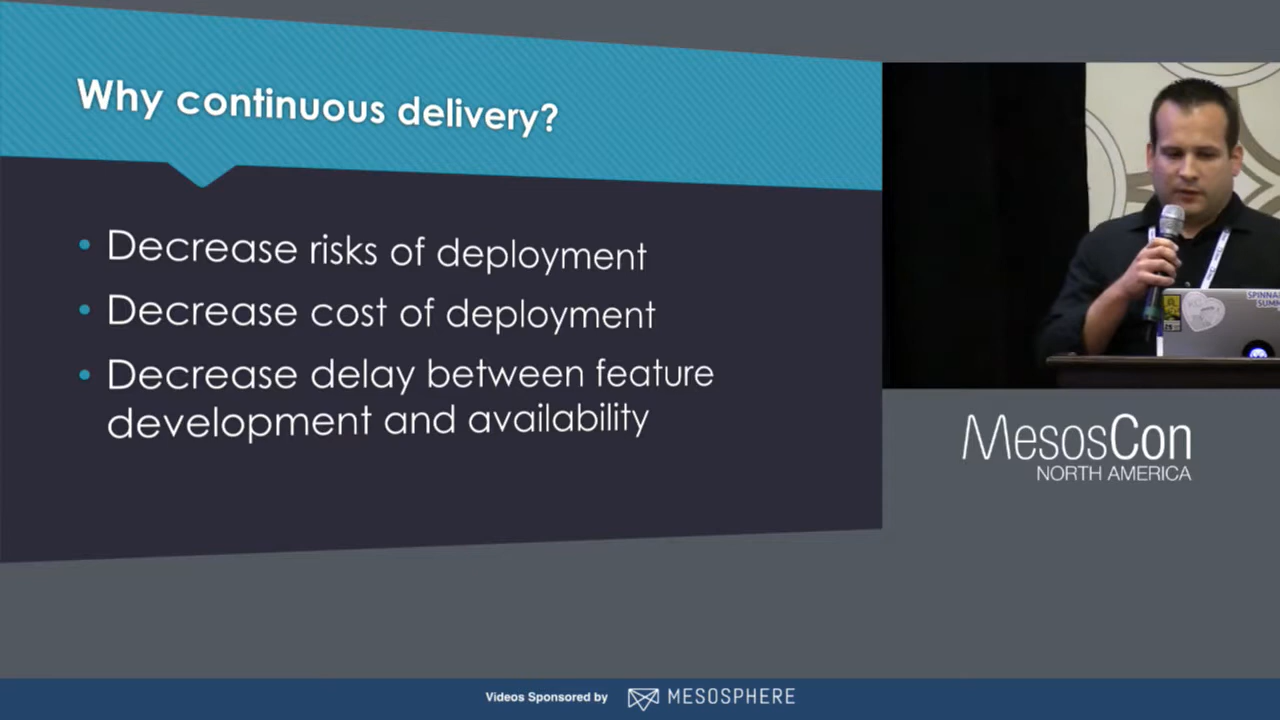 Why continuous delivery?
• Decrease risks of deployment
• Decrease cost of deployment
• Decrease delay between feature
development and availability
MesosCon
NORTH AMERICA
Videos Sponsored by MESOSPHERE